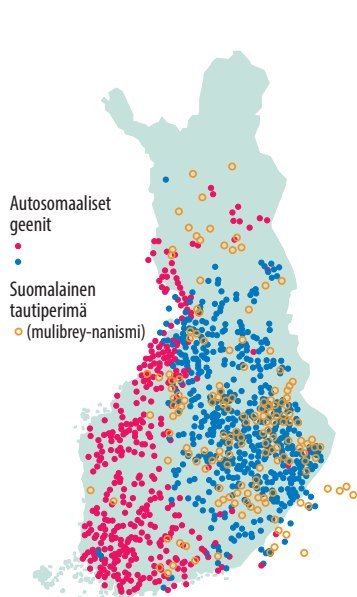 Autosomaaliset
geenit
Suomalainen
tautiperimä
(mulibrey-nanismi)